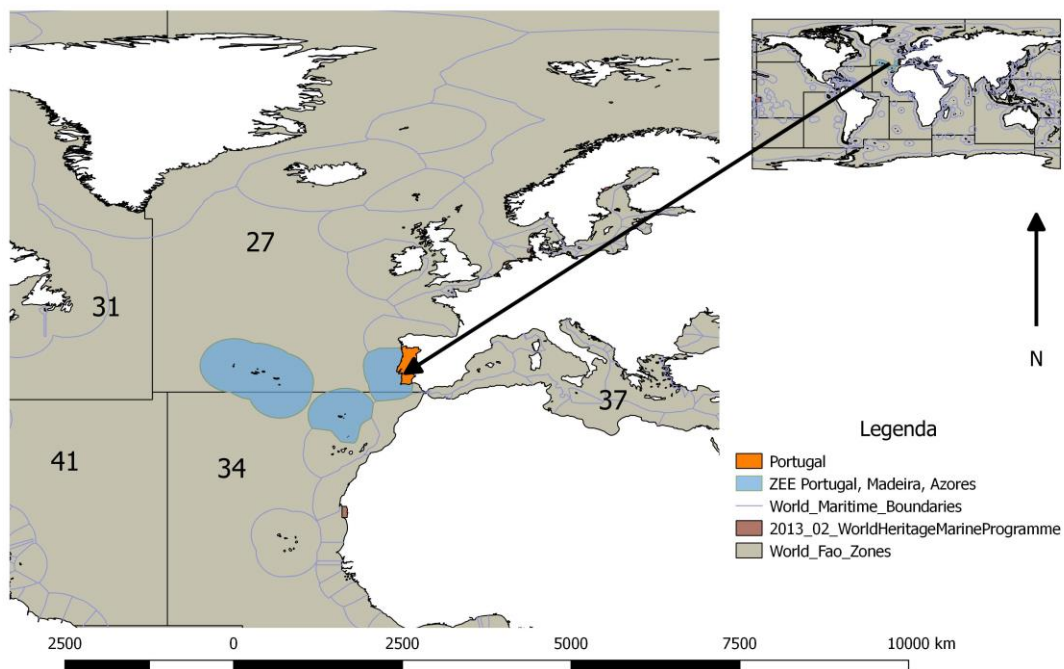 27
31
37
41
34
N
Legenda
Portugal
ZEE Portugal, Madeira, Azores
World_Maritime_Boundaries
2013_02_WorldHeritageMarineProgramme
World_Fao_Zones
2500 0 2500 5000 7500 10000 km